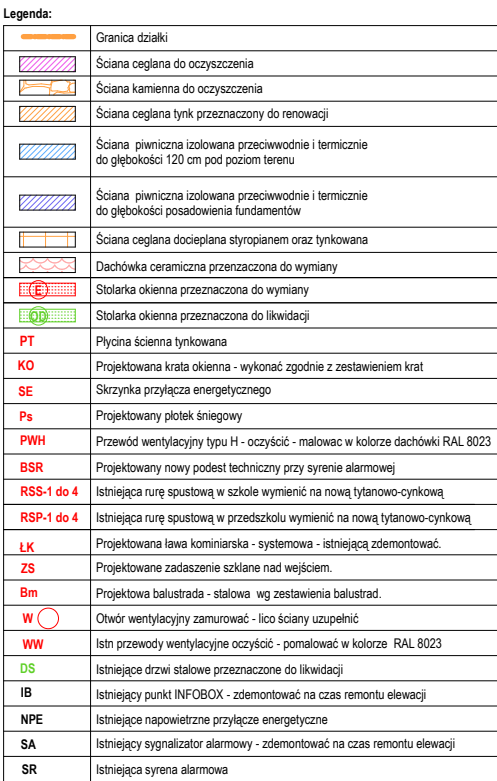 Legenda:
Granica działki
Ściana ceglana do oczyszczenia
Ściana kamienna do oczyszczenia
Ściana ceglana tynk przeznaczony do renowacji
Ściana piwniczna izolowana przeciwwodnie i termicznie
do głębokości 120 cm pod poziom terenu
Ściana piwniczna izolowana przeciwwodnie i termicznie
do głębokości posadowienia fundamentów
Ściana ceglana docieplana styropianem oraz tynkowana
Dachówka ceramiczna przenzaczona do wymiany
E Stolarka okienna przeznaczona do wymiany
OD Stolarka okienna przeznaczona do likwidacji
PT Płycina ścienna tynkowana
KO Projektowana krata okienna - wykonać zgodnie z zestawieniem krat
SE Skrzynka przyłącza energetycznego
Ps Projektowany płotek śniegowy
PWH Przewód wentylacyjny typu H - oczyścić - malowac w kolorze dachówki RAL 8023
BSR Projektowany nowy podest techniczny przy syrenie alarmowej
RSS-1 do 4 Istniejąca rurę spustową w szkole wymienić na nową tytanowo-cynkową
RSP-1 do 4 Istniejąca rurę spustową w przedszkolu wymienić na nową tytanowo-cynkową
ŁK Projektowana ława kominiarska - systemowa - istniejącą zdemontować.
ZS Projektowane zadaszenie szklane nad wejściem.
Bm Projektowa balustrada - stalowa wg zestawienia balustrad.
W Otwór wentylacyjny zamurować - lico ściany uzupełnić
WW Istn przewody wentylacyjne oczyścić - pomalować w kolorze RAL 8023
DS Istniejące drzwi stalowe przeznaczone do likwidacji
IB Istniejący punkt INFOBOX - zdemontować na czas remontu elewacji
NPE Istniejące napowietrzne przyłącze energetyczne
SA Istniejący sygnalizator alarmowy - zdemontować na czas remontu elewacji
SR Istniejąca syrena alarmowa